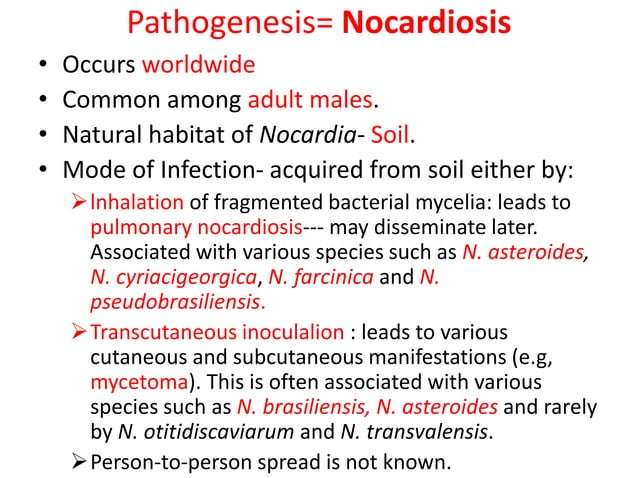 Pathogenesis= Nocardiosis
• Occurs worldwide
• Common among adult males.
• Natural habitat of Nocardia- Soil.
• Mode of Infection- acquired from soil either by:
➢Inhalation of fragmented bacterial mycelia: leads to
pulmonary nocardiosis--- may disseminate later.
Associated with various species such as N. asteroides,
N. cyriacigeorgica, N. farcinica and N.
pseudobrasiliensis.
➢Transcutaneous inoculalion : leads to various
cutaneous and subcutaneous manifestations (e.g,
mycetoma). This is often associated with various
species such as N. brasiliensis, N. asteroides and rarely
by N. otitidiscaviarum and N. transvalensis.
➢Person-to-person spread is not known.